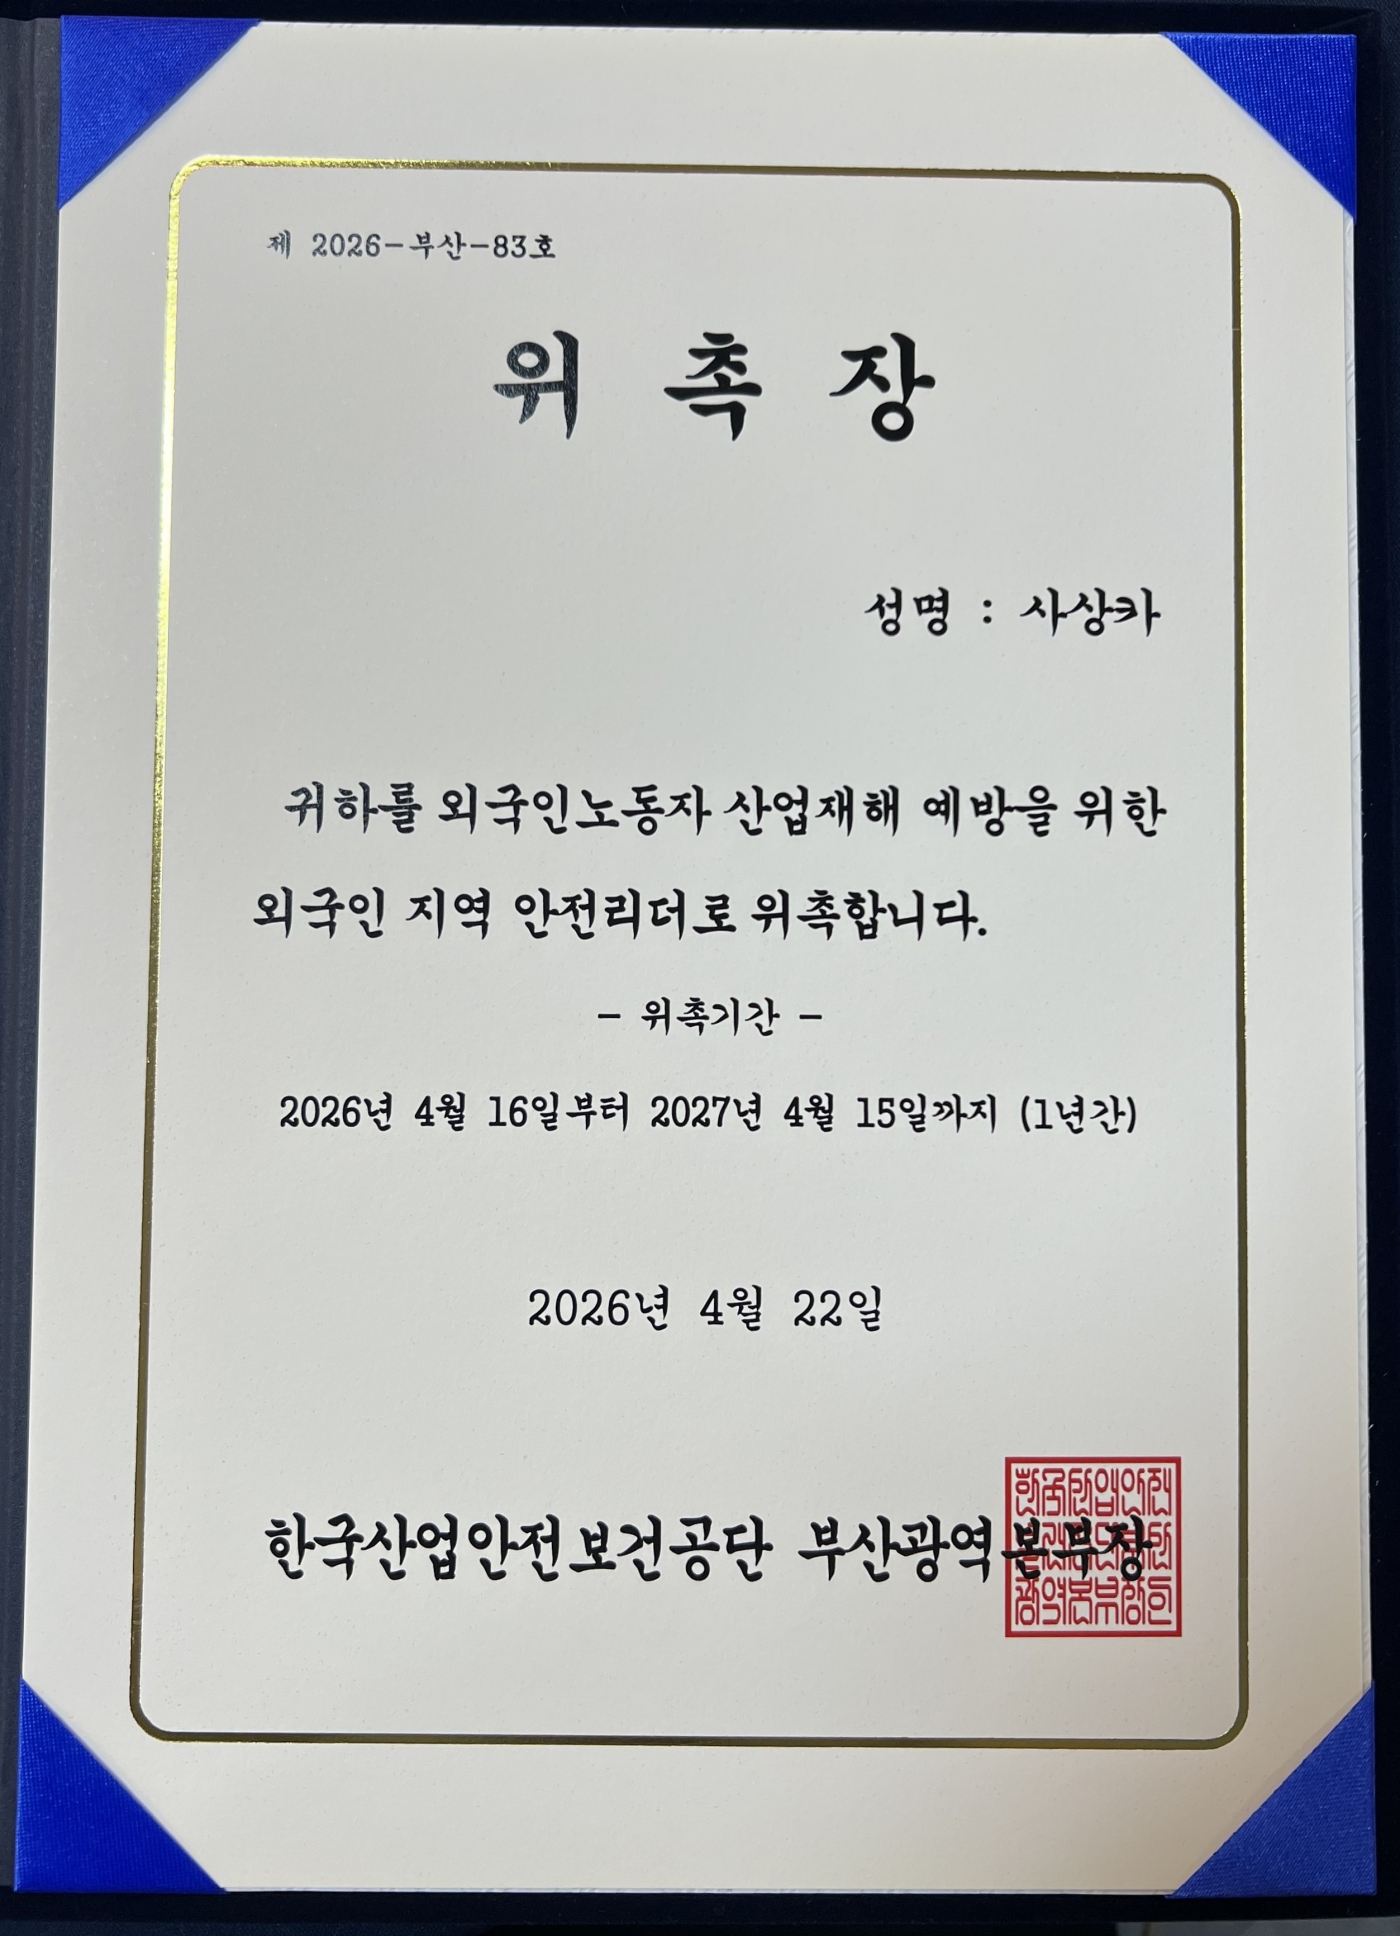 제 2026-부산-83호
위 촉 장
성명 : 사상카
귀하를 외국인노동자 산업재해 예방을 위한
외국인 지역 안전리더로 위촉합니다.
- 위촉기간 -
2026년 4월 16일부터 2027년 4월 15일까지 (1년간)
2026년 4월 22일
한국산업안전보건공단 부산광역본부장